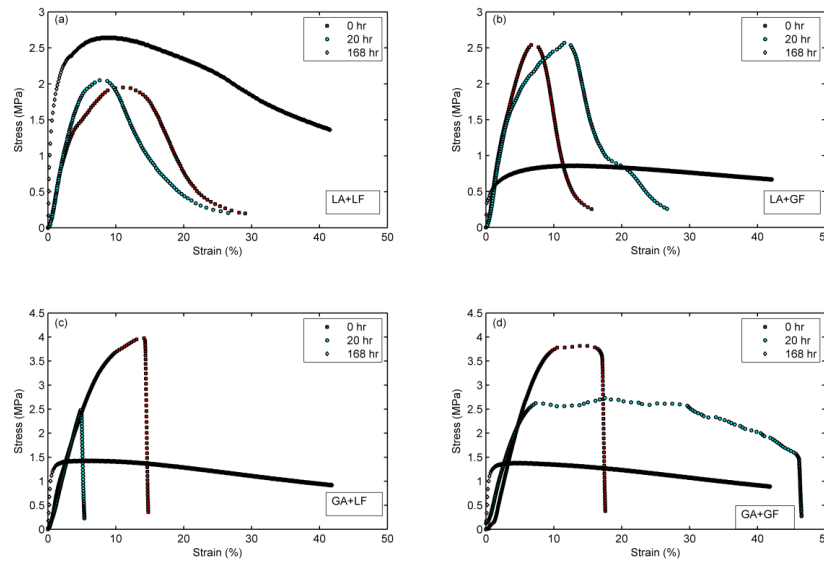 (a)
0 hr
20 hr
168 hr
3
2.5
2
1.5
1
0.5
0
Stress (MPa)
LA+LF
0 10 20 30 40 50
Strain (%)
(b)
0 hr
20 hr
168 hr
3
2.5
2
1.5
1
0.5
0
Stress (MPa)
LA+GF
0 10 20 30 40 50
Strain (%)
(c)
0 hr
20 hr
168 hr
4.5
4
3.5
3
2.5
2
1.5
1
0.5
0
Stress (MPa)
GA+LF
0 10 20 30 40 50
Strain (%)
(d)
0 hr
20 hr
168 hr
4.5
4
3.5
3
2.5
2
1.5
1
0.5
0
Stress (MPa)
GA+GF
0 10 20 30 40 50
Strain (%)